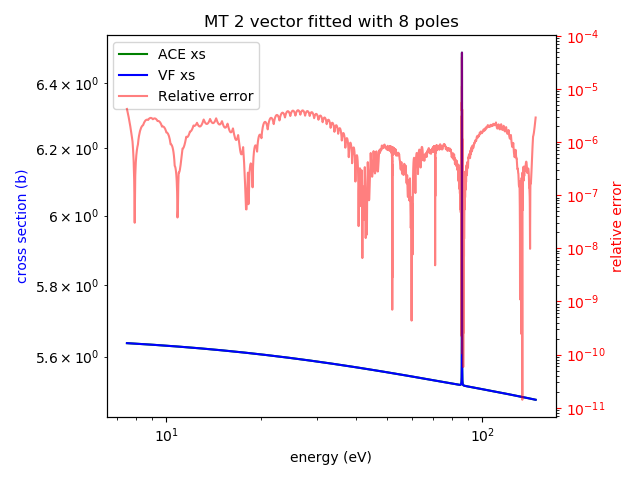 MT 2 vector fitted with 8 poles
ACE xs
VF xs
Relative error
6.4 × 10⁰
6.2 × 10⁰
6 × 10⁰
5.8 × 10⁰
5.6 × 10⁰
cross section (b)
10⁻⁴
10⁻⁵
10⁻⁶
10⁻⁷
10⁻⁸
10⁻⁹
10⁻¹⁰
10⁻¹¹
relative error
10¹
10²
energy (eV)